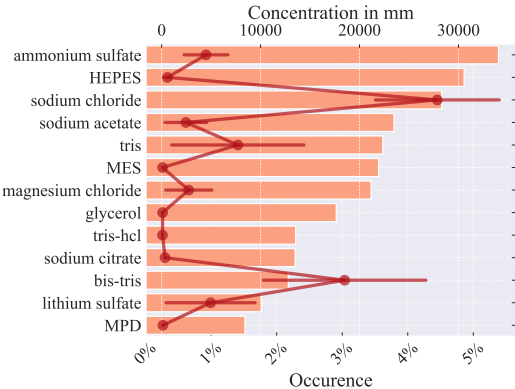 Concentration in mm
0 10000 20000 30000
ammonium sulfate
HEPES
sodium chloride
sodium acetate
tris
MES
magnesium chloride
glycerol
tris-hcl
sodium citrate
bis-tris
lithium sulfate
MPD
0% 1% 2% 3% 4% 5%
Occurence